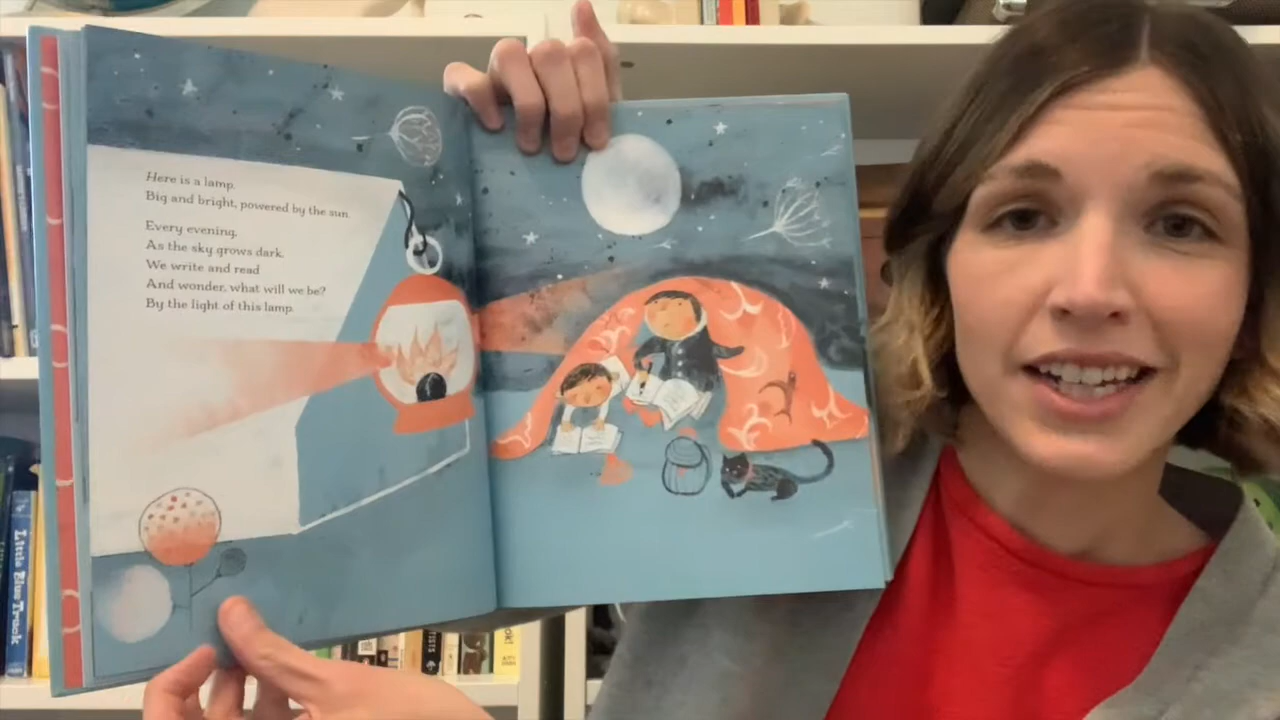 Here is a lamp.
Big and bright, powered by the sun.
Every evening,
As the sky grows dark.
We write and read
And wonder, what will we be?
By the light of this lamp.
Little Blue Truck